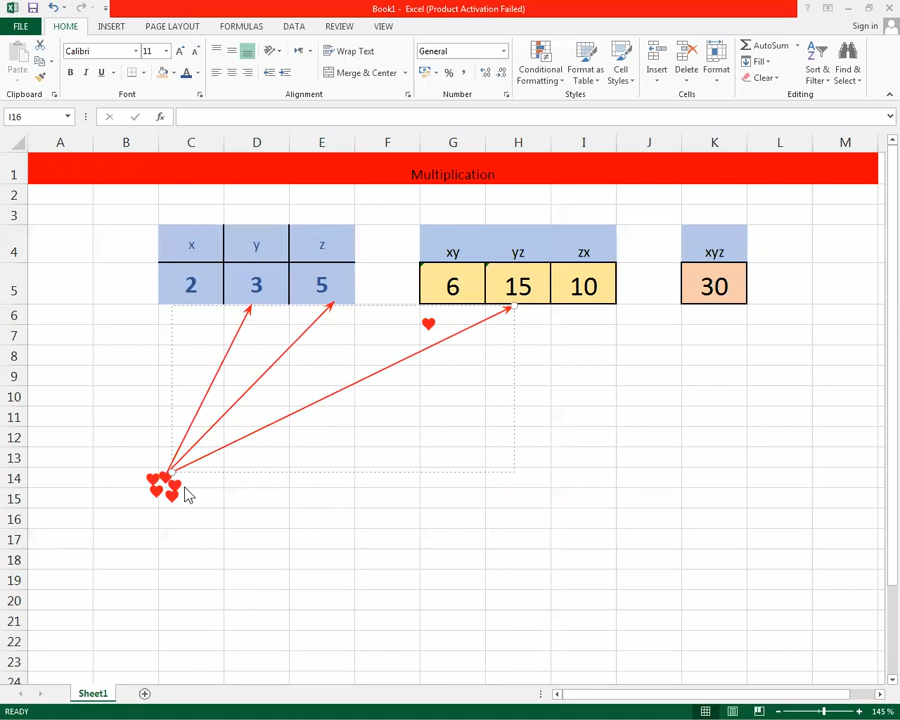 Book1 - Excel (Product Activation Failed)
FILE HOME INSERT PAGE LAYOUT FORMULAS DATA REVIEW VIEW Sign in
Calibri 11 Wrap Text General AutoSum
Fill
Paste B I U Merge & Center % , Conditional Format as Cell Insert Delete Format Clear Sort & Find &
Formatting Table Styles Filter Select
Clipboard Font Alignment Number Styles Cells Editing
I16 fx
A B C D E F G H I J K L M
1 Multiplication
2
3
4 x y z xy yz zx xyz
5 2 3 5 6 15 10 30
6
7
8
9
10
11
12
13
14
15
16
17
18
19
20
21
22
23
24
Sheet1
READY 145 %